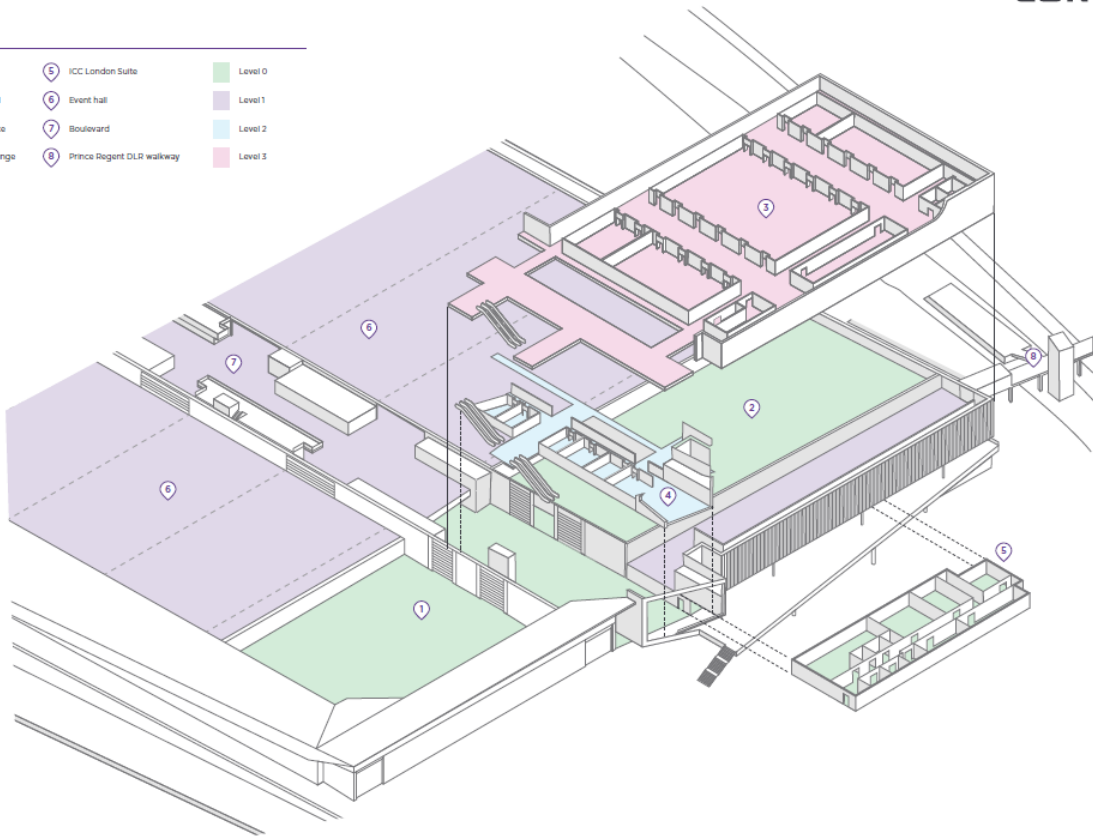 5 ICC London Suite
Level 0
6 Event hall
Level 1
7 Boulevard
Level 2
8 Prince Regent DLR walkway
Level 3
3
6
8
7
2
6
4
5
1